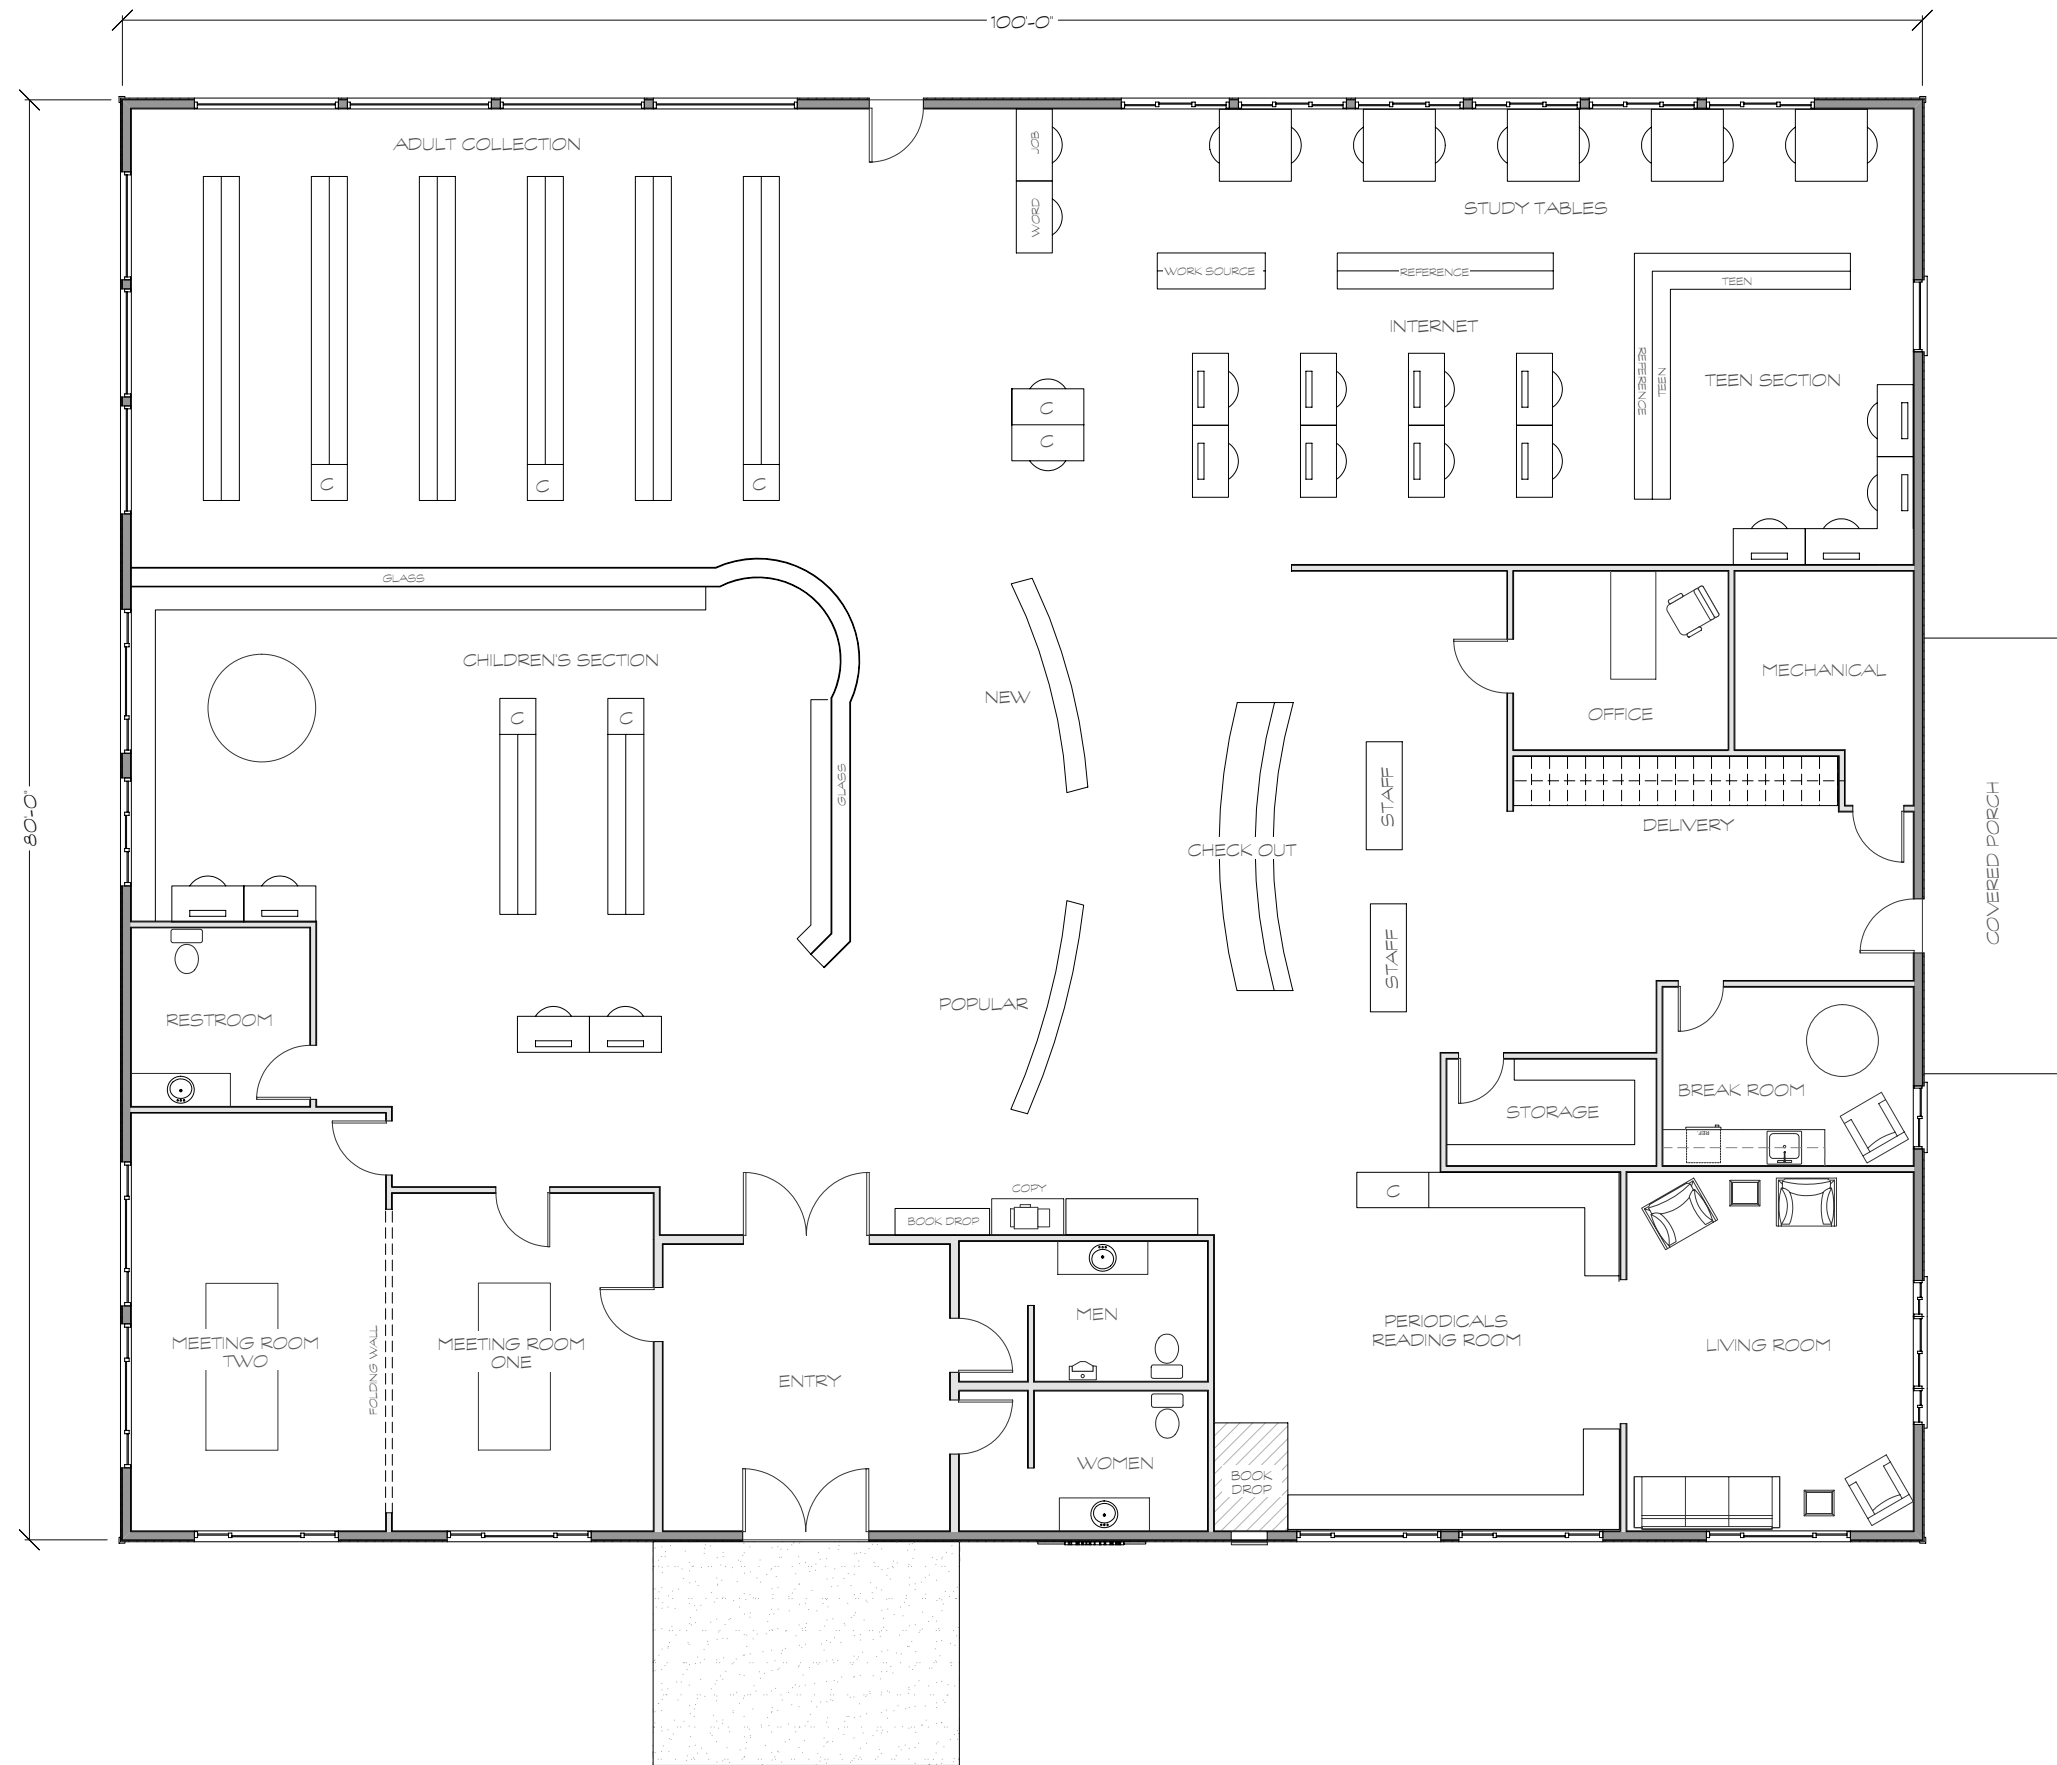 100'-0"
ADULT COLLECTION
JOB
WORD
STUDY TABLES
WORK SOURCE
REFERENCE
TEEN
INTERNET
REFERENCE
TEEN
TEEN SECTION
C
C
C
C
C
GLASS
CHILDREN'S SECTION
NEW
MECHANICAL
OFFICE
C
C
GLASS
STAFF
80'-0"
DELIVERY
CHECK OUT
COVERED PORCH
STAFF
POPULAR
RESTROOM
BREAK ROOM
STORAGE
REF.
COPY
C
BOOK DROP
MEN
PERIODICALS
READING ROOM
MEETING ROOM
TWO
FOLDING WALL
MEETING ROOM
ONE
LIVING ROOM
ENTRY
WOMEN
BOOK
DROP